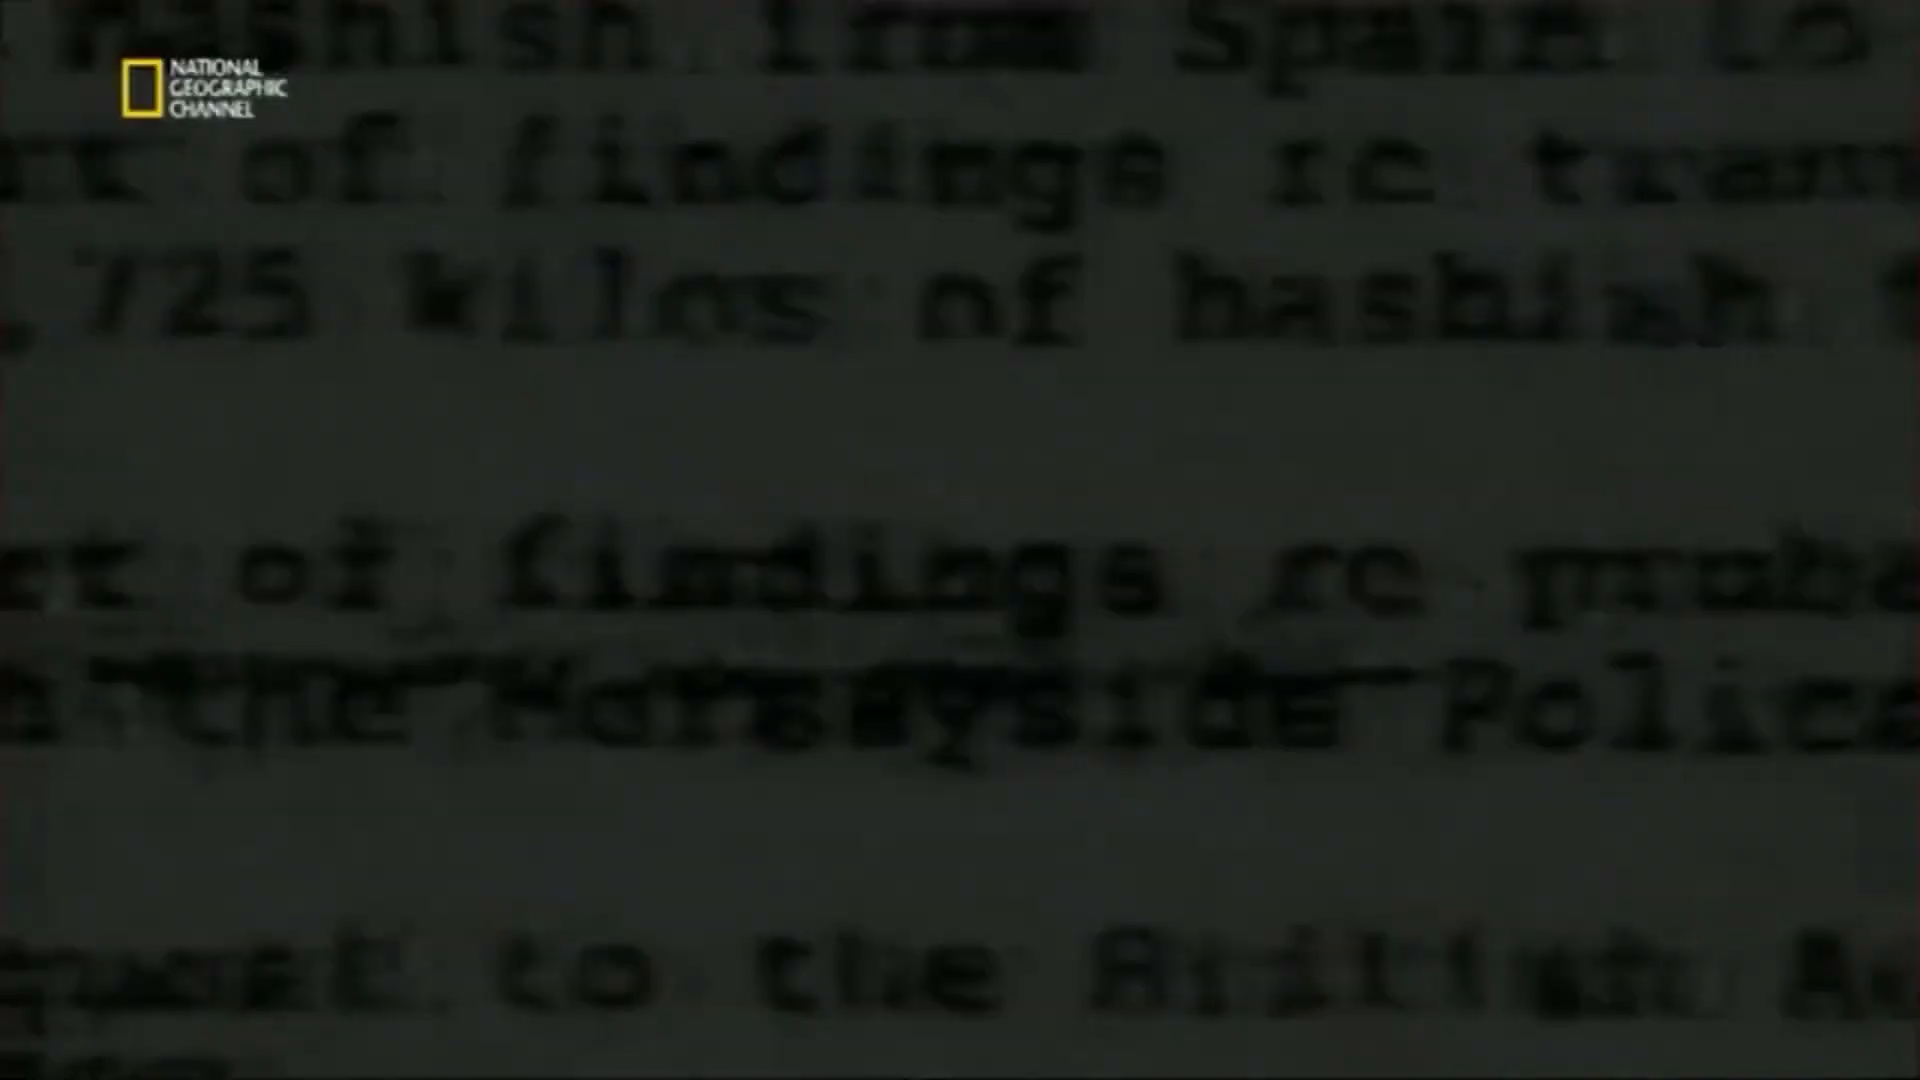 NATIONAL
GEOGRAPHIC
CHANNEL
hashish from Spain to
of findings re
725 kilos of hashish
of findings re
the Merseyside Police
to the British